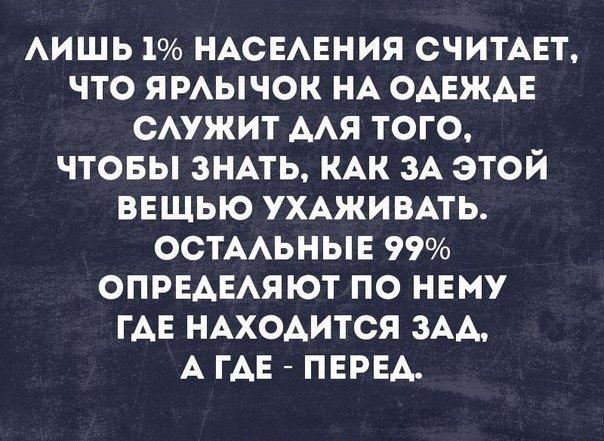 ЛИШЬ 1% НАСЕЛЕНИЯ СЧИТАЕТ,
ЧТО ЯРЛЫЧОК НА ОДЕЖДЕ
СЛУЖИТ ДЛЯ ТОГО,
ЧТОБЫ ЗНАТЬ, КАК ЗА ЭТОЙ
ВЕЩЬЮ УХАЖИВАТЬ.
ОСТАЛЬНЫЕ 99%
ОПРЕДЕЛЯЮТ ПО НЕМУ
ГДЕ НАХОДИТСЯ ЗАД,
А ГДЕ - ПЕРЕД.